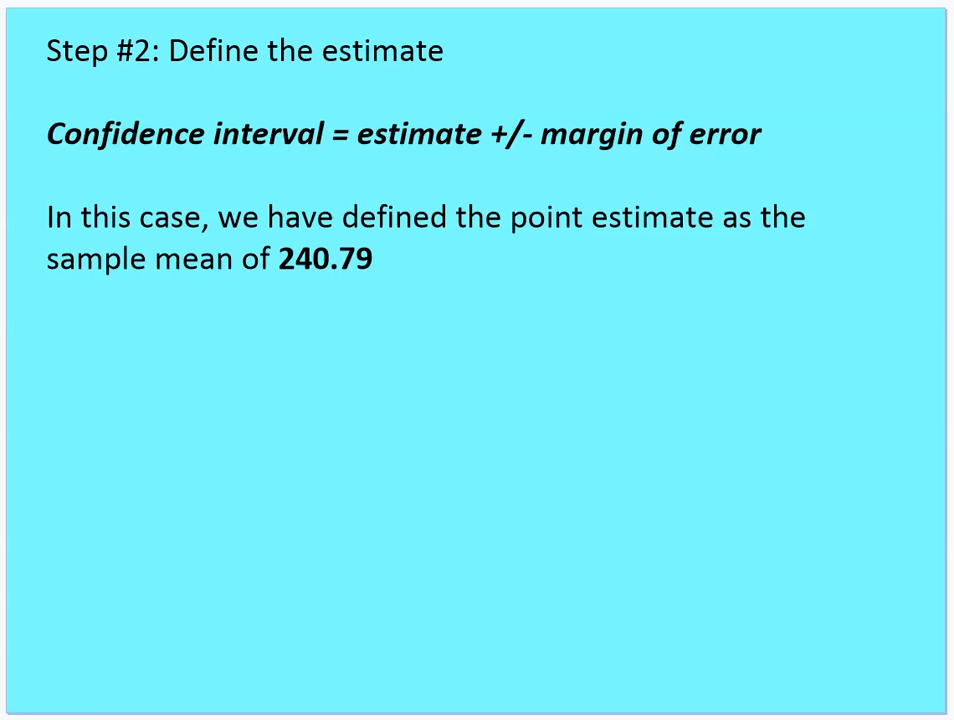 Step #2: Define the estimate
Confidence interval = estimate +/- margin of error
In this case, we have defined the point estimate as the
sample mean of 240.79